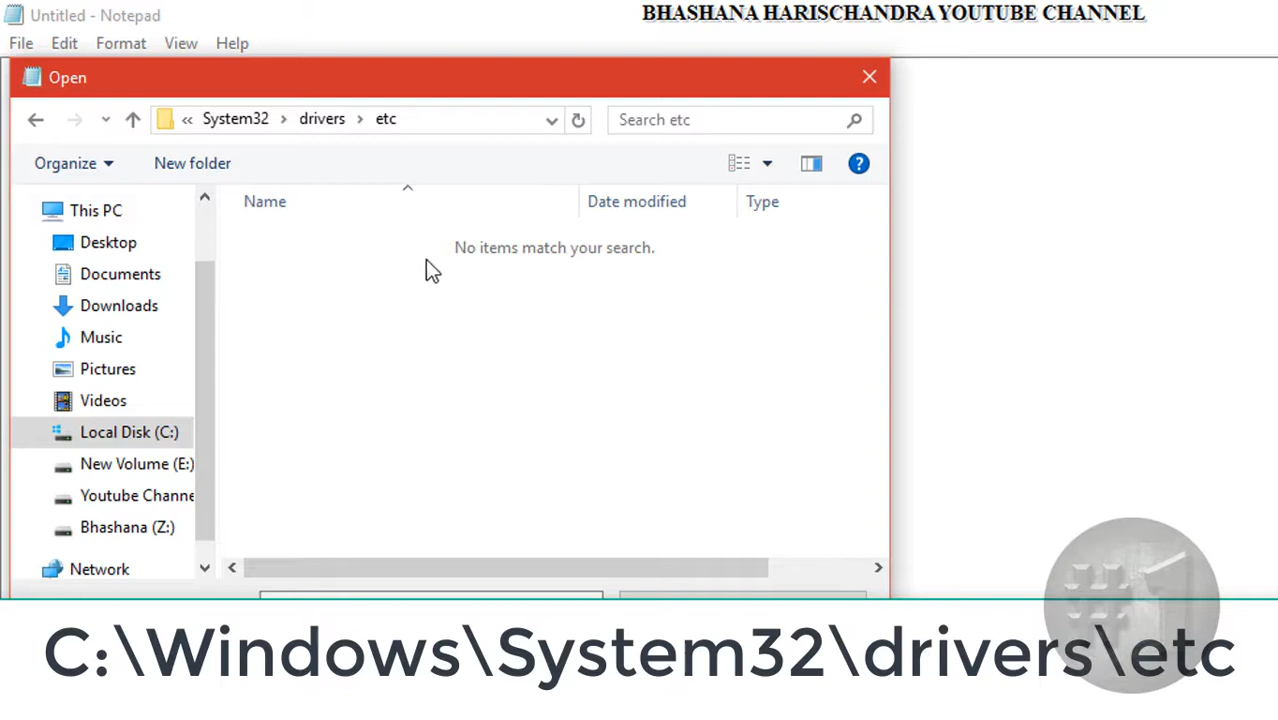 Untitled - Notepad
BHASHANA HARISCHANDRA YOUTUBE CHANNEL
File Edit Format View Help
Open
« System32 > drivers > etc
Search etc
Organize New folder
Name Date modified Type
No items match your search.
This PC
Desktop
Documents
Downloads
Music
Pictures
Videos
Local Disk (C:)
New Volume (E:)
Youtube Channe
Bhashana (Z:)
Network
C:\Windows\System32\drivers\etc